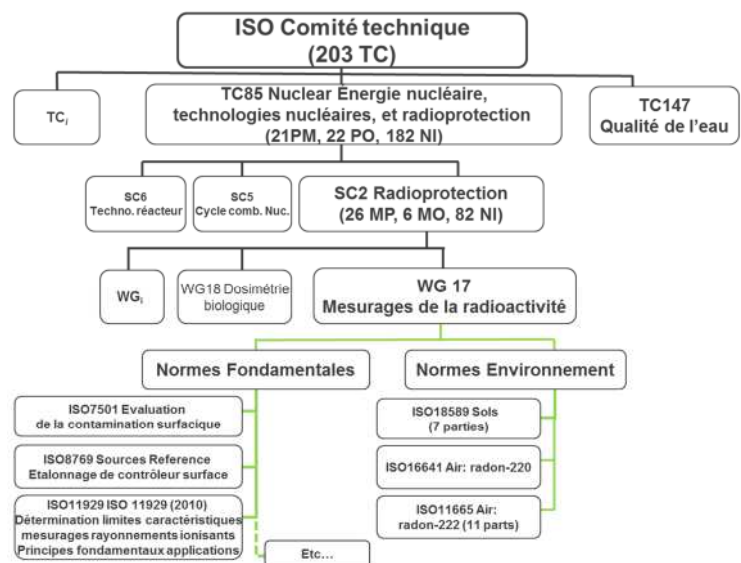 ISO Comité technique
(203 TC)
TCi
TC85 Nuclear Énergie nucléaire,
technologies nucléaires, et radioprotection
(21PM, 22 PO, 182 NI)
TC147
Qualité de l'eau
SC6
Techno. réacteur
SC5
Cycle comb. Nuc.
SC2 Radioprotection
(26 MP, 6 MO, 82 NI)
WGi
WG18 Dosimétrie
biologique
WG 17
Mesurages de la radioactivité
Normes Fondamentales
Normes Environnement
ISO7501 Evaluation
de la contamination surfacique
ISO8769 Sources Reference
Etalonnage de contrôleur surface
ISO11929 ISO 11929 (2010)
Détermination limites caractéristiques
mesurages rayonnements ionisants
Principes fondamentaux applications
Etc...
ISO18589 Sols
(7 parties)
ISO16641 Air: radon-220
ISO11665 Air:
radon-222 (11 parts)